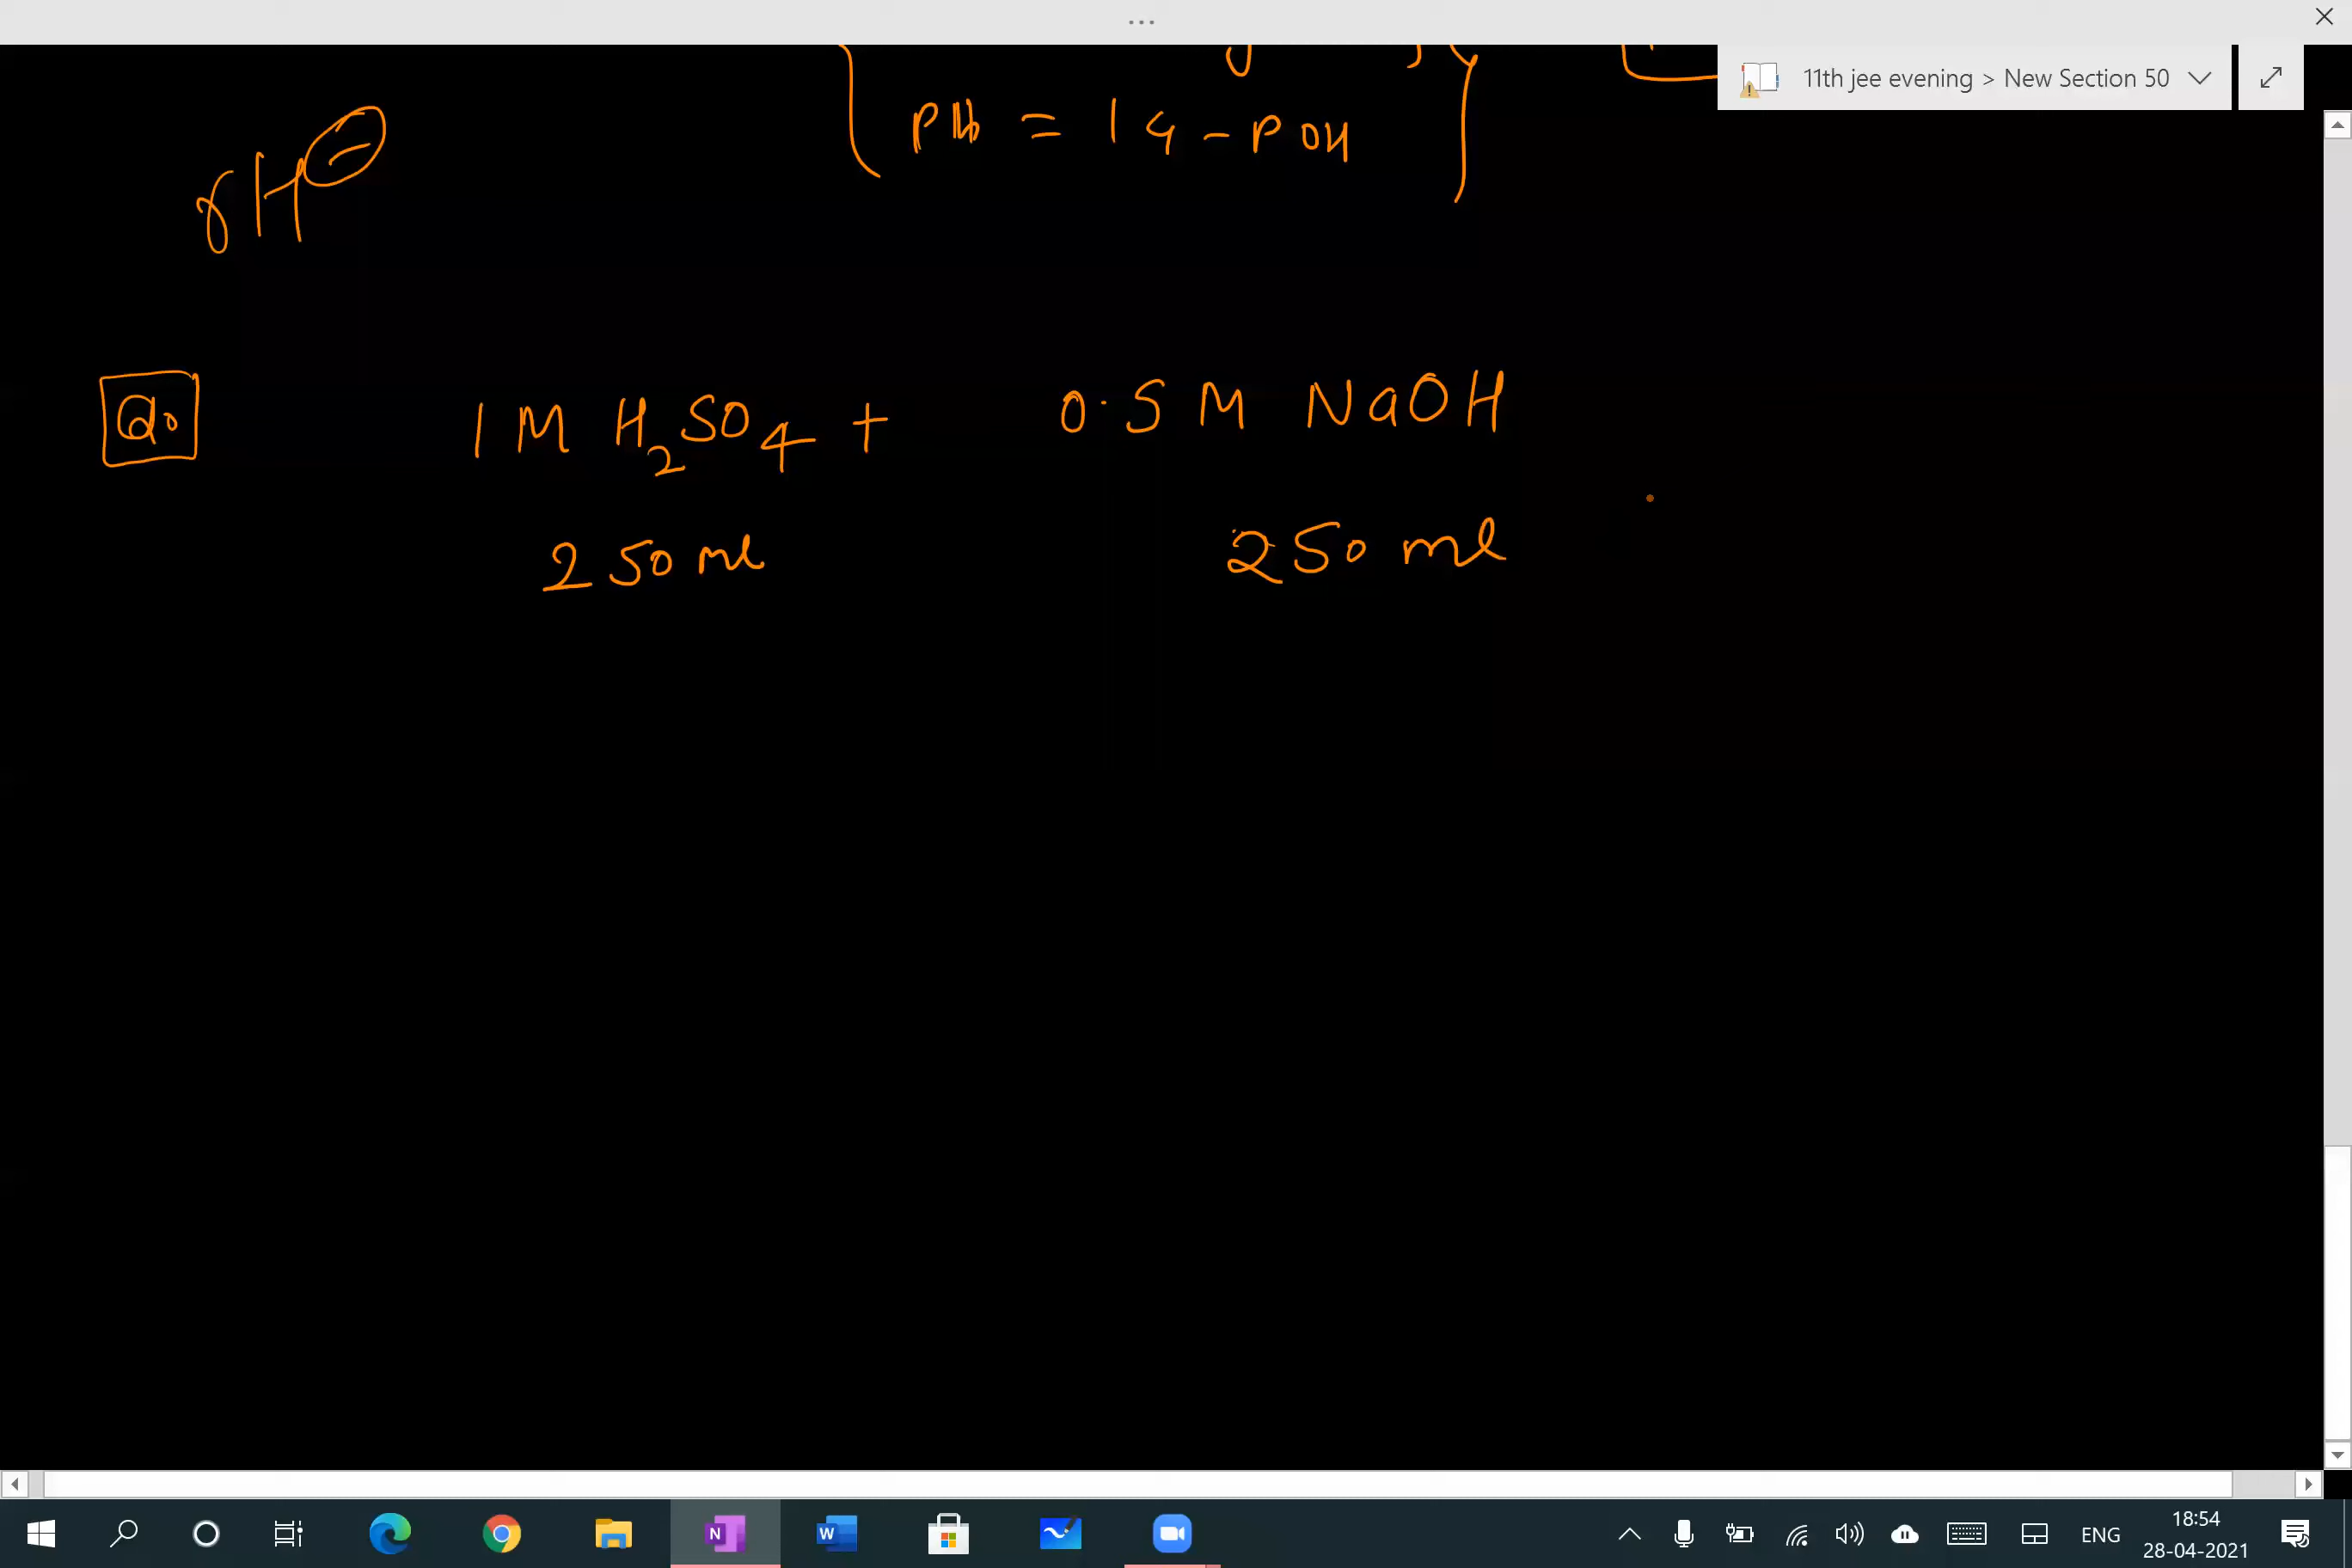 ...
11th jee evening > New Section 50
pH = 14 - pOH
γH⁻
Q.
1 M H₂SO₄ + 0.5 M NaOH
250 ml 250 ml
N
W
ENG
18:54
28-04-2021